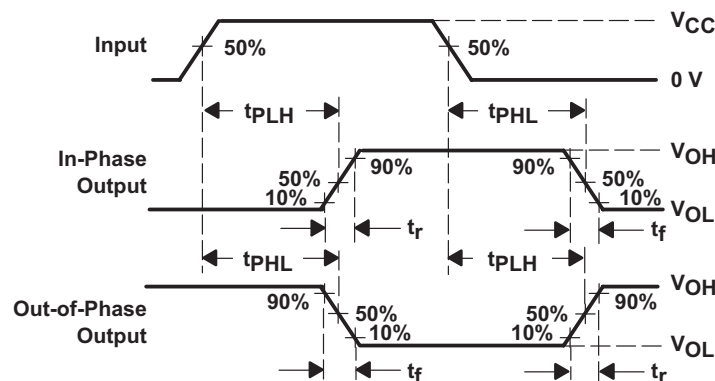 VCC
Input
50%
50%
0 V
tPLH
tPHL
In-Phase
Output
VOH
90%
90%
50%
50%
10%
10%
VOL
tr
tf
tPHL
tPLH
Out-of-Phase
Output
VOH
90%
90%
50%
50%
10%
10%
VOL
tf
tr